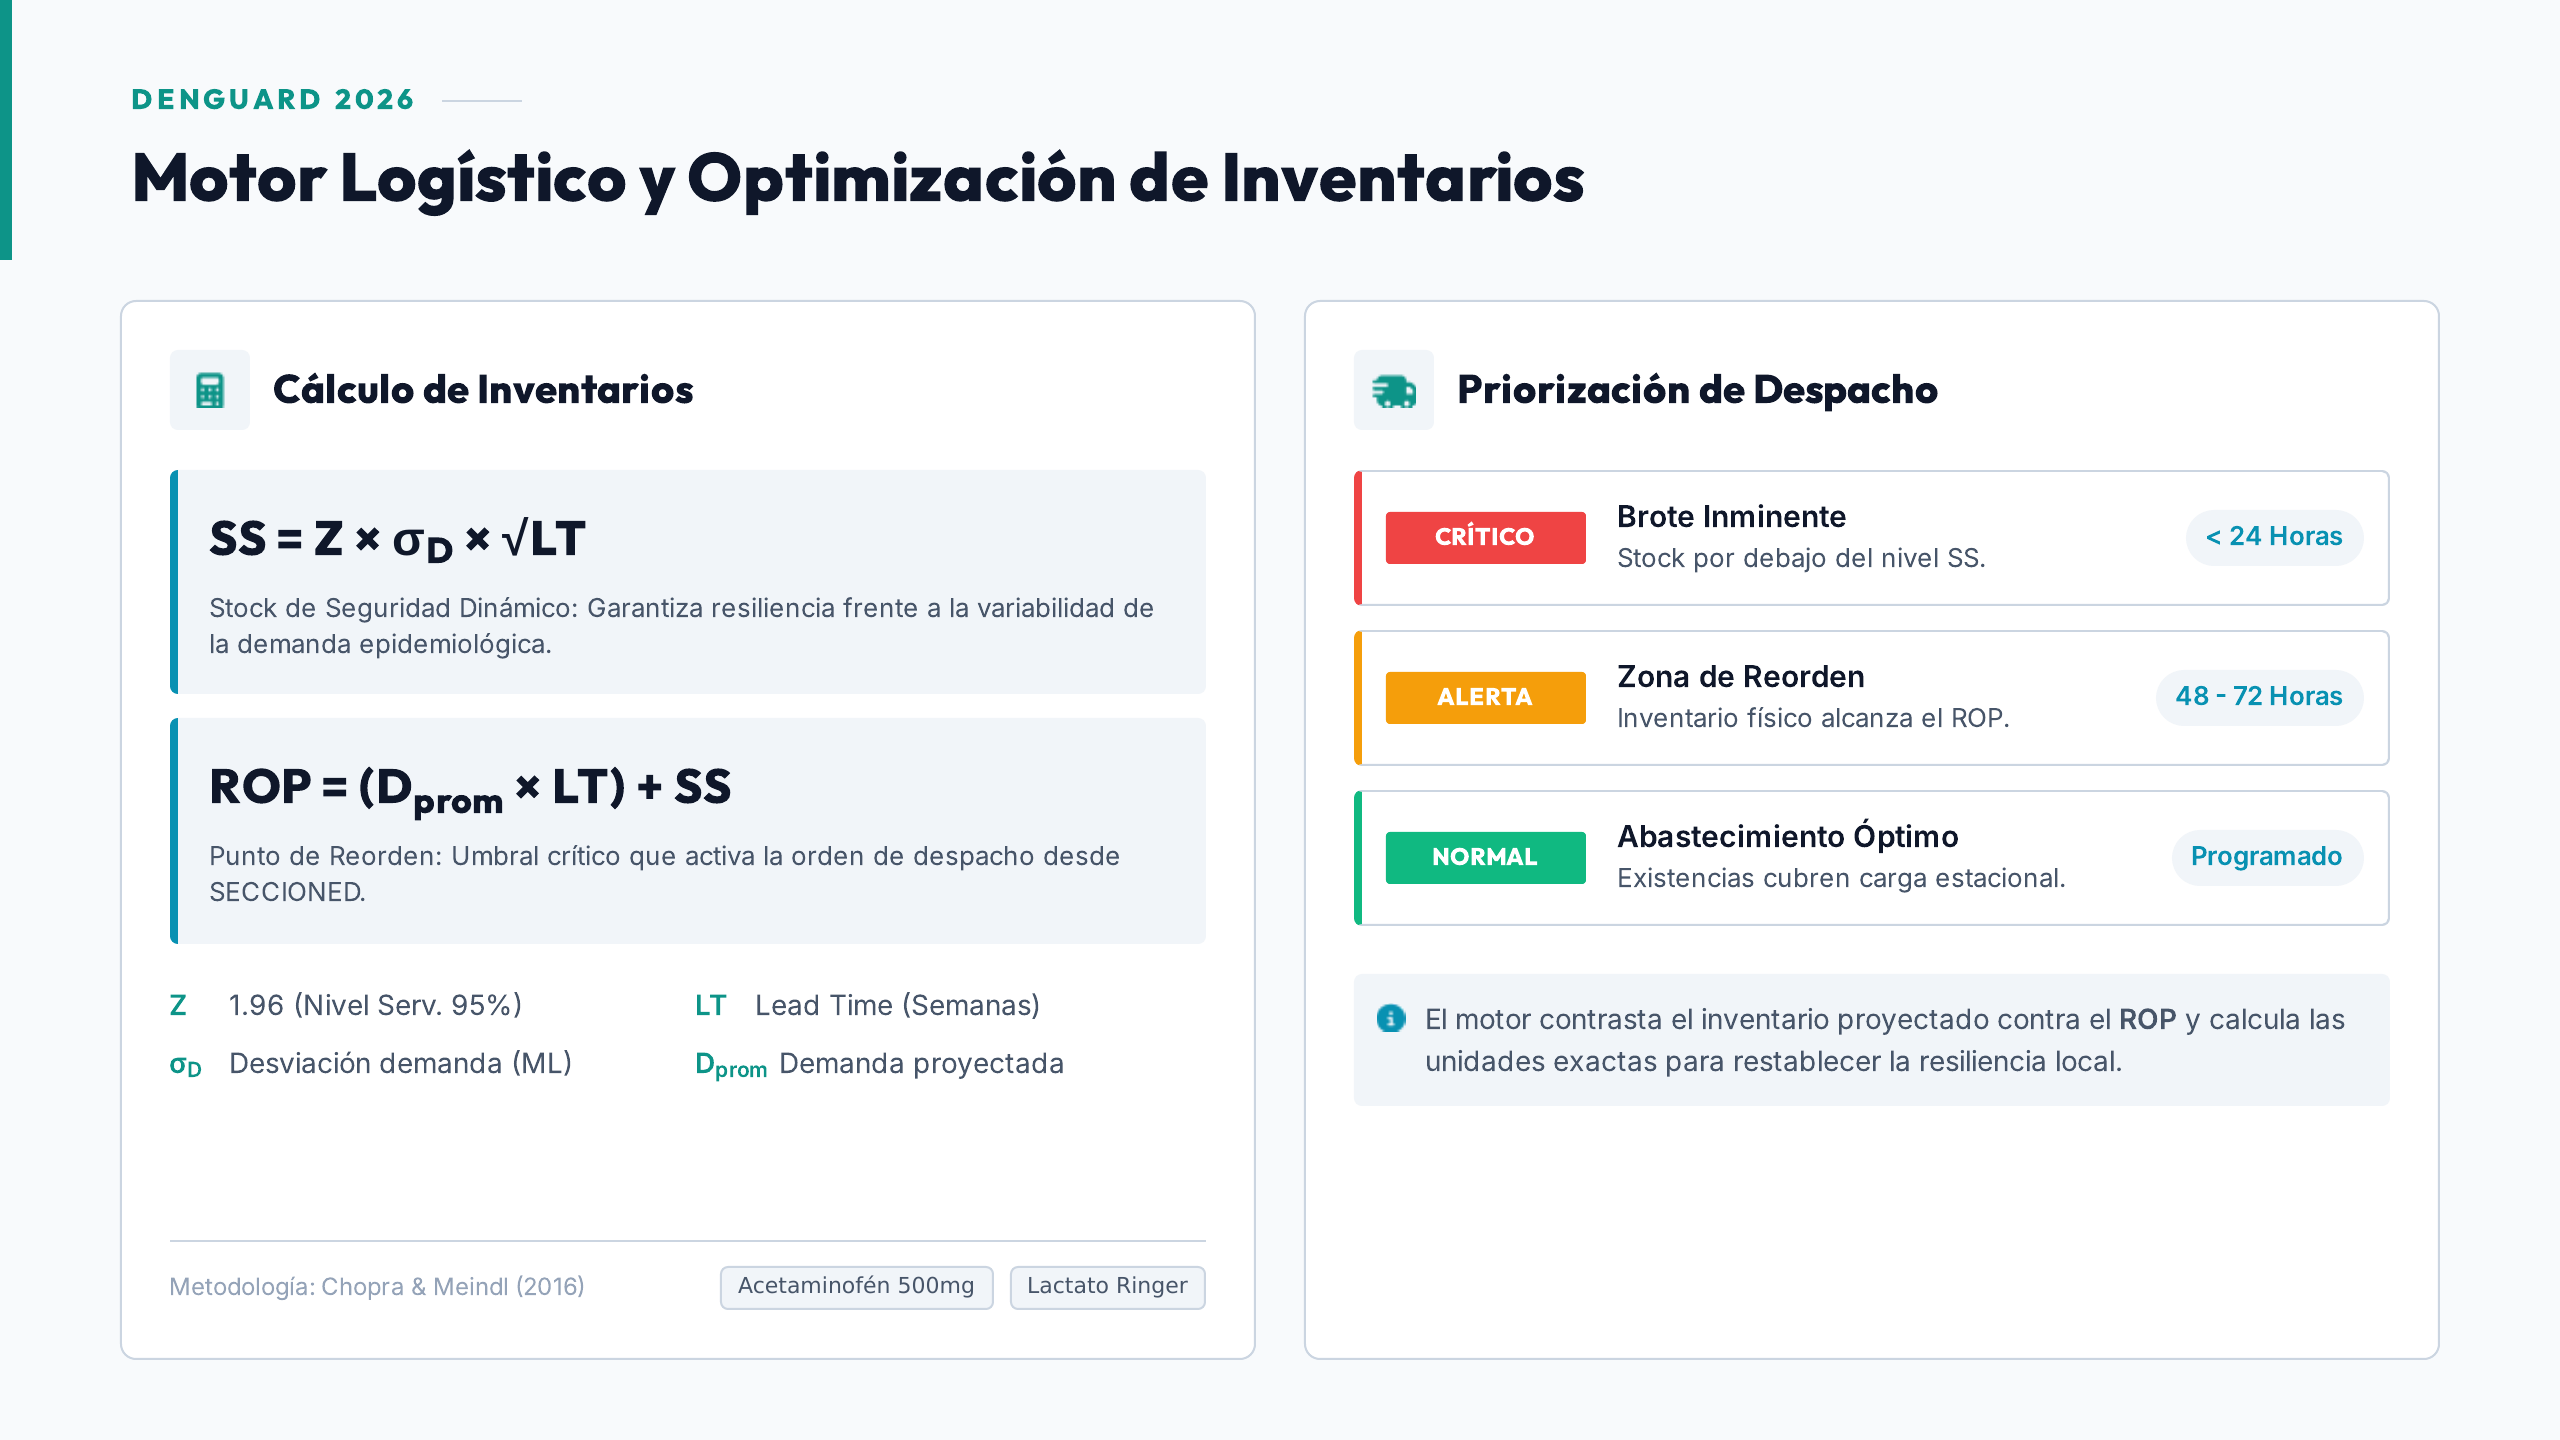 DENGUARD 2026
Motor Logístico y Optimización de Inventarios
Cálculo de Inventarios
SS = Z × σD × √LT
Stock de Seguridad Dinámico: Garantiza resiliencia frente a la variabilidad de
la demanda epidemiológica.
ROP = (Dprom × LT) + SS
Punto de Reorden: Umbral crítico que activa la orden de despacho desde
SECCIONED.
Z 1.96 (Nivel Serv. 95%)
LT Lead Time (Semanas)
σD Desviación demanda (ML)
Dprom Demanda proyectada
Metodología: Chopra & Meindl (2016)
Acetaminofén 500mg
Lactato Ringer
Priorización de Despacho
CRÍTICO
Brote Inminente
Stock por debajo del nivel SS.
< 24 Horas
ALERTA
Zona de Reorden
Inventario físico alcanza el ROP.
48 - 72 Horas
NORMAL
Abastecimiento Óptimo
Existencias cubren carga estacional.
Programado
El motor contrasta el inventario proyectado contra el ROP y calcula las
unidades exactas para restablecer la resiliencia local.